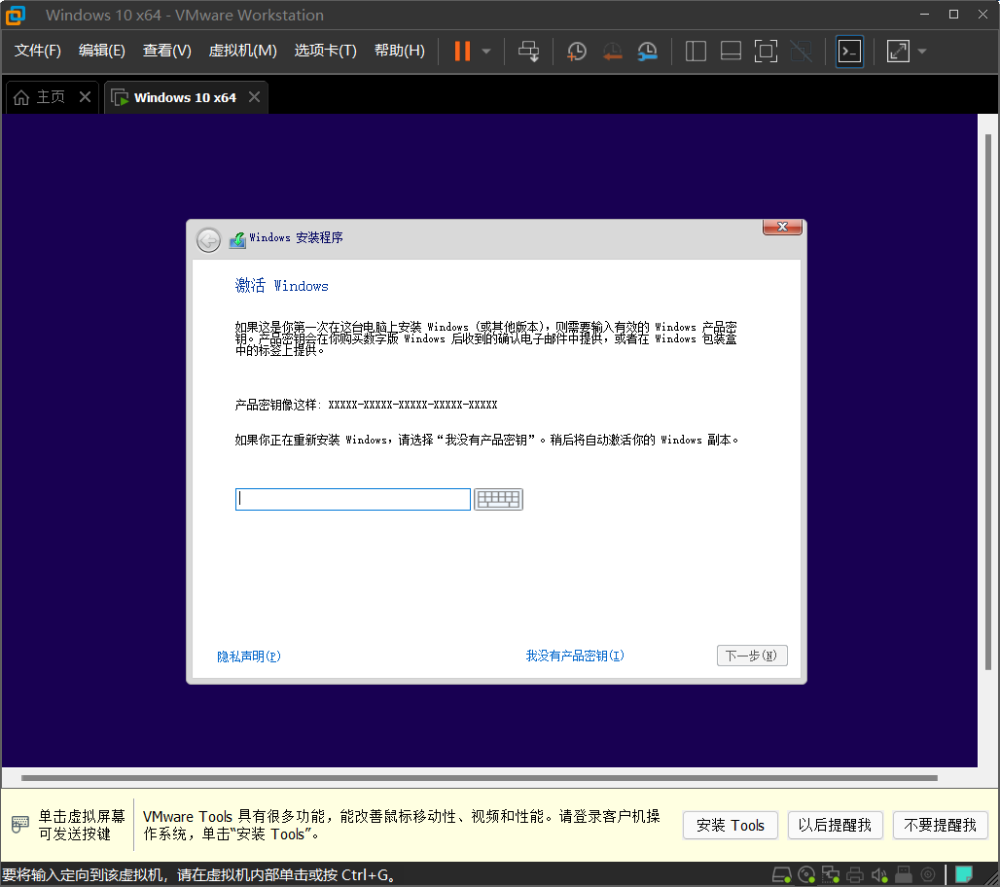 Windows 10 x64 - VMware Workstation
文件(F) 编辑(E) 查看(V) 虚拟机(M) 选项卡(T) 帮助(H)
主页 Windows 10 x64
Windows 安装程序
激活 Windows
如果这是你第一次在这台电脑上安装 Windows (或其他版本)，则需要输入有效的 Windows 产品密
钥。产品密钥会在你购买数字版 Windows 后收到的确认电子邮件中提供，或者在 Windows 包装盒
中的标签上提供。
产品密钥像这样: XXXXX-XXXXX-XXXXX-XXXXX-XXXXX
如果你正在重新安装 Windows，请选择“我没有产品密钥”。稍后将自动激活你的 Windows 副本。
隐私声明(P) 我没有产品密钥(I) 下一步(N)
单击虚拟屏幕
可发送按键
VMware Tools 具有很多功能，能改善鼠标移动性、视频和性能。请登录客户机操
作系统，单击“安装 Tools”。
安装 Tools 以后提醒我 不要提醒我
要将输入定向到该虚拟机，请在虚拟机内部单击或按 Ctrl+G。